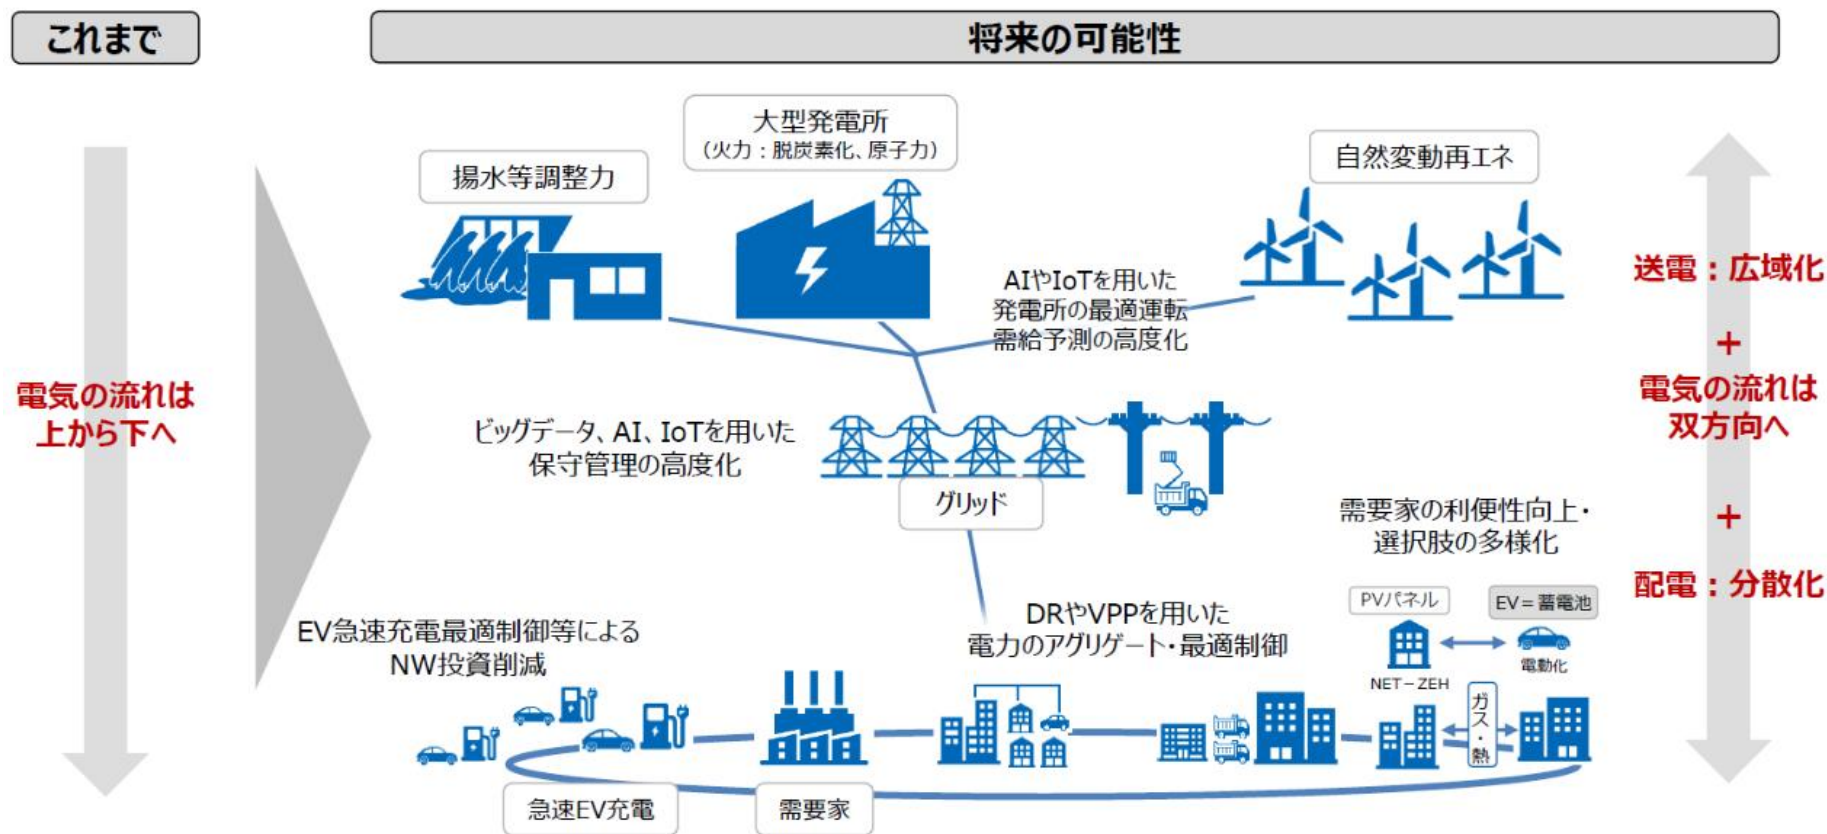 これまで
将来の可能性
電気の流れは
上から下へ
揚水等調整力
大型発電所
（火力：脱炭素化、原子力）
自然変動再エネ
AIやIoTを用いた
発電所の最適運転
需給予測の高度化
ビッグデータ、AI、IoTを用いた
保守管理の高度化
グリッド
送電：広域化
+
電気の流れは
双方向へ
+
配電：分散化
需要家の利便性向上・
選択肢の多様化
PVパネル
EV＝蓄電池
電動化
NET－ZEH
ガス・熱
DRやVPPを用いた
電力のアグリゲート・最適制御
EV急速充電最適制御等による
NW投資削減
急速EV充電
需要家